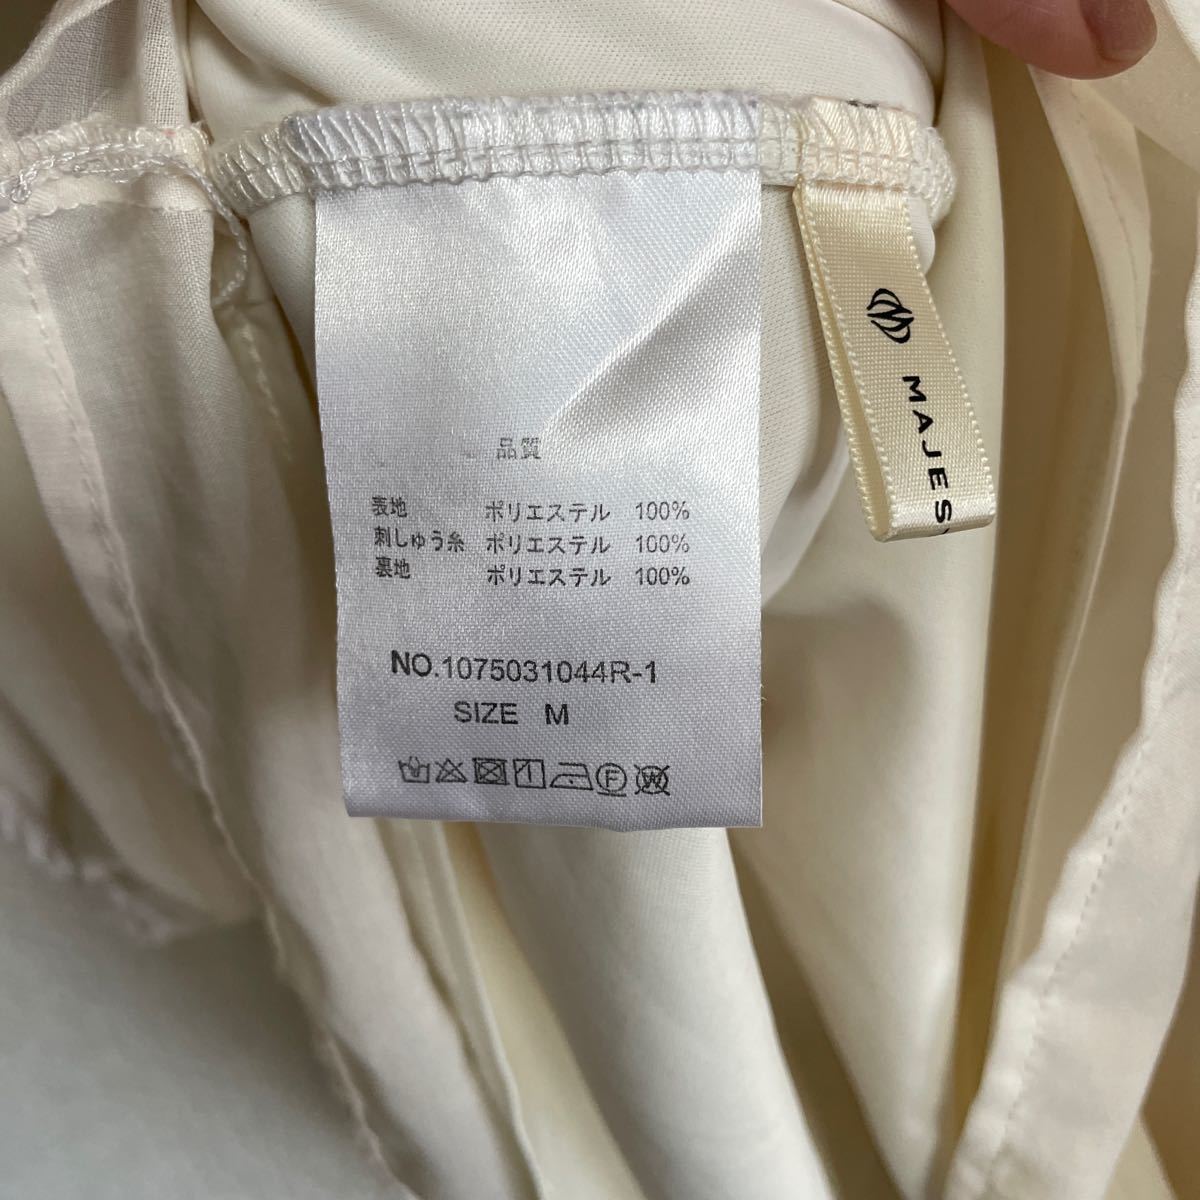 品質
表地 ポリエステル 100%
刺しゅう糸 ポリエステル 100%
裏地 ポリエステル 100%
NO.1075031044R-1
SIZE M
F
W
MAJES